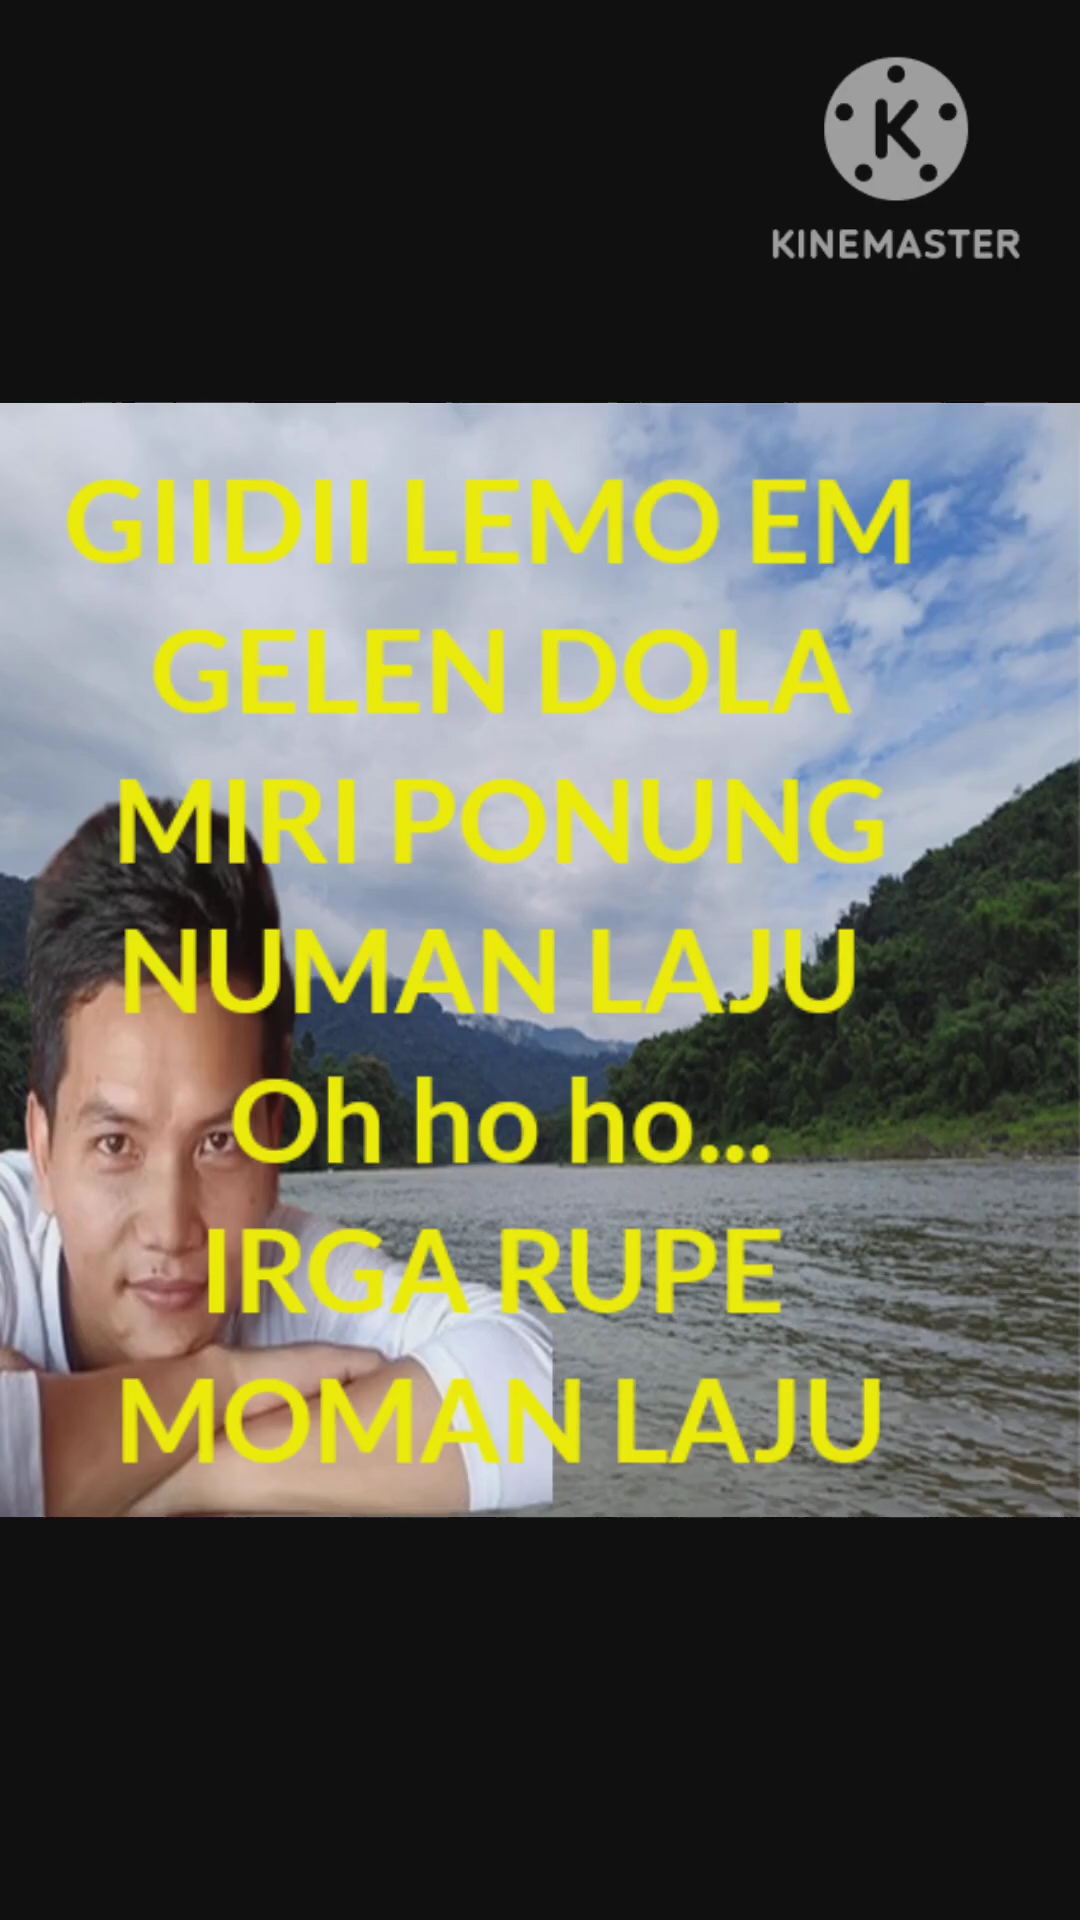 KINEMASTER
GIIDII LEMO EM
GELEN DOLA
MIRI PONUNG
NUMAN LAJU
Oh ho ho...
IRGA RUPE
MOMAN LAJU